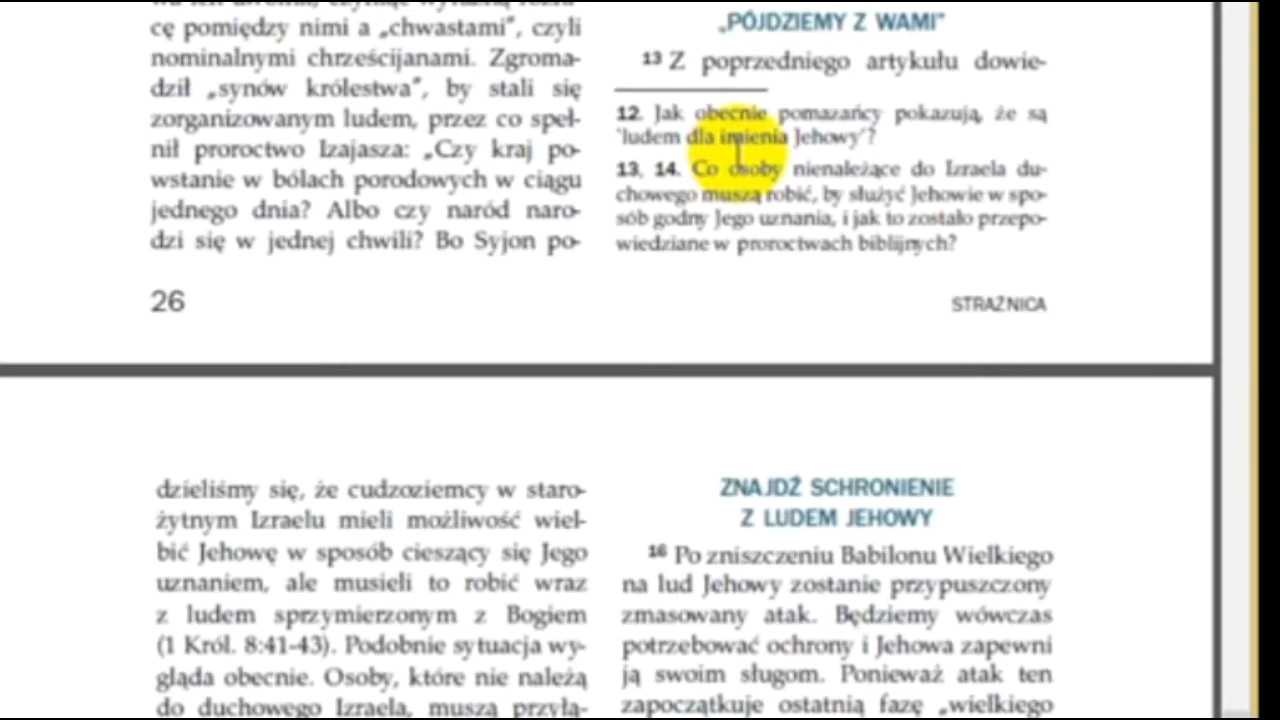 cę pomiędzy nimi a „chwastami”, czyli
nominalnymi chrześcijanami. Zgroma-
dził „synów królestwa”, by stali się
zorganizowanym ludem, przez co speł-
nił proroctwo Izajasza: „Czy kraj po-
wstanie w bólach porodowych w ciągu
jednego dnia? Albo czy naród naro-
dzi się w jednej chwili? Bo Syjon po-
„PÓJDZIEMY Z WAMI”
13 Z poprzedniego artykułu dowie-
12. Jak obecnie pomazańcy pokazują, że są
‛ludem dla imienia Jehowy’?
13, 14. Co osoby nienależące do Izraela du-
chowego muszą robić, by służyć Jehowie w spo-
sób godny Jego uznania, i jak to zostało przepo-
wiedziane w proroctwach biblijnych?
26
STRAŻNICA
dzieliśmy się, że cudzoziemcy w staro-
żytnym Izraelu mieli możliwość wiel-
bić Jehowę w sposób cieszący się Jego
uznaniem, ale musieli to robić wraz
z ludem sprzymierzonym z Bogiem
(1 Król. 8:41-43). Podobnie sytuacja wy-
gląda obecnie. Osoby, które nie należą
do duchowego Izraela, muszą przyłą-
ZNAJDŹ SCHRONIENIE
Z LUDEM JEHOWY
16 Po zniszczeniu Babilonu Wielkiego
na lud Jehowy zostanie przypuszczony
zmasowany atak. Będziemy wówczas
potrzebować ochrony i Jehowa zapewni
ją swoim sługom. Ponieważ atak ten
zapoczątkuje ostatnią fazę „wielkiego